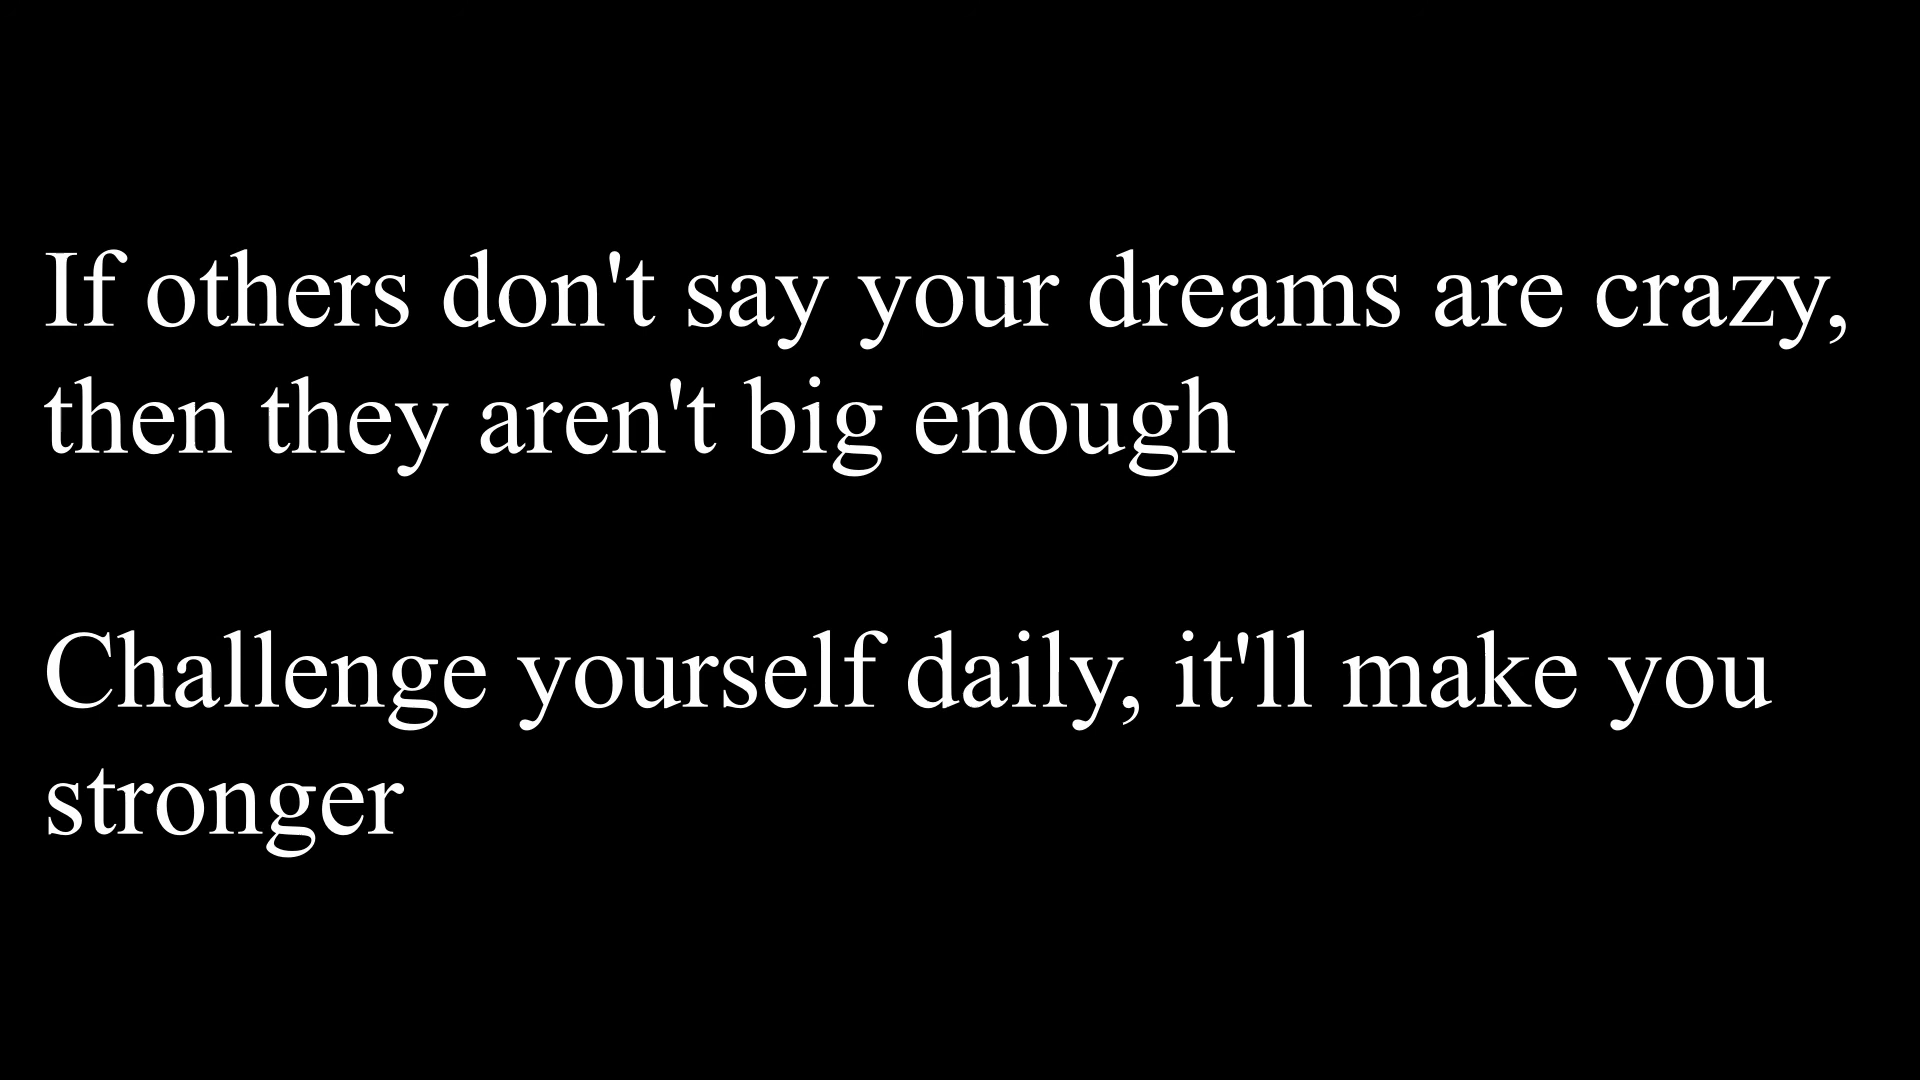 If others don't say your dreams are crazy,
then they aren't big enough
Challenge yourself daily, it'll make you
stronger